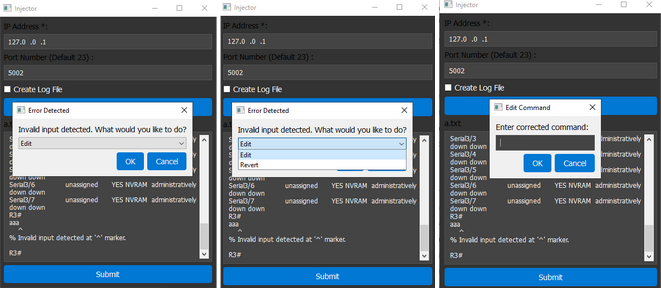 Injector
IP Address *:
127.0 .0 .1
Port Number (Default 23) :
5002
Create Log File
Error Detected
Invalid input detected. What would you like to do?
Edit
OK
Cancel
a.txt
down down
Serial3/6 unassigned YES NVRAM administratively
down down
Serial3/7 unassigned YES NVRAM administratively
down down
R3#
aaa
^
% Invalid input detected at '^' marker.
R3#
Submit
Injector
IP Address *:
127.0 .0 .1
Port Number (Default 23) :
5002
Create Log File
Error Detected
Invalid input detected. What would you like to do?
Edit
Edit
Revert
down down
Serial3/6 unassigned YES NVRAM administratively
down down
Serial3/7 unassigned YES NVRAM administratively
down down
R3#
aaa
^
% Invalid input detected at '^' marker.
R3#
Submit
Injector
IP Address *:
127.0 .0 .1
Port Number (Default 23) :
5002
Create Log File
Edit Command
Enter corrected command:
OK
Cancel
a.txt
Serial3/3 administratively
down down
Serial3/4 administratively
down down
Serial3/5 administratively
down down
Serial3/6 unassigned YES NVRAM administratively
down down
Serial3/7 unassigned YES NVRAM administratively
down down
R3#
aaa
^
% Invalid input detected at '^' marker.
R3#
Submit